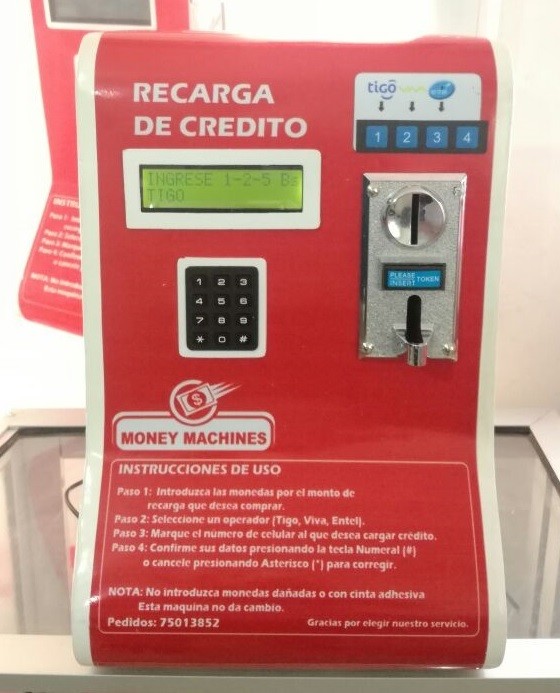 RECARGA
DE CREDITO
tigo viva entel
1 2 3 4
INGRESE 1-2-5 Bs
TIGO
PLEASE
INSERT TOKEN
1 2 3
4 5 6
7 8 9
* 0 #
$
MONEY MACHINES
INSTRUCCIONES DE USO
Paso 1: Introduzca las monedas por el monto de
recarga que desea comprar.
Paso 2: Seleccione un operador (Tigo, Viva, Entel).
Paso 3: Marque el número de celular al que desea cargar crédito.
Paso 4: Confirme sus datos presionando la tecla Numeral (#)
o cancele presionando Asterisco (*) para corregir.
NOTA: No introduzca monedas dañadas o con cinta adhesiva
Esta maquina no da cambio.
Pedidos: 75013852
Gracias por elegir nuestro servicio.